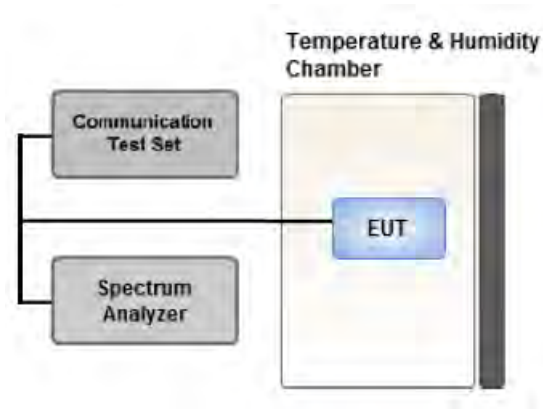 Temperature & Humidity
Chamber
Communication
Test Set
EUT
Spectrum
Analyzer